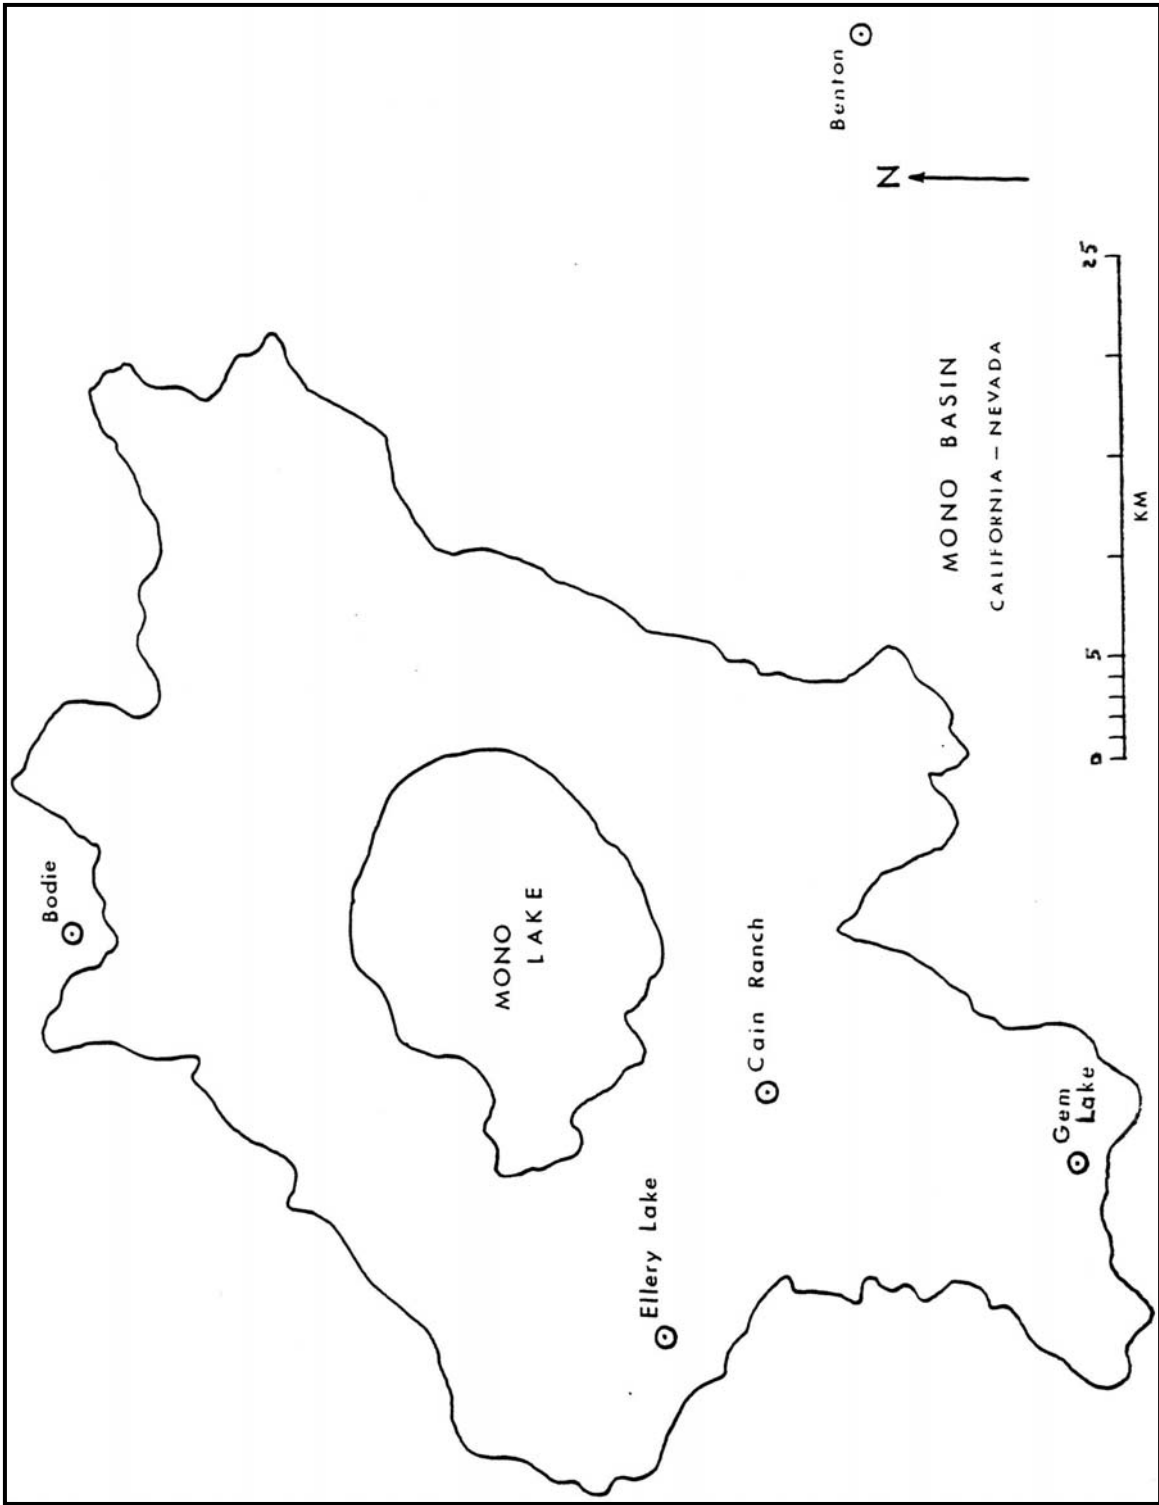 Bodie
MONO
LAKE
Ellery Lake
Cain Ranch
Gem
Lake
Benton
N
MONO BASIN
CALIFORNIA — NEVADA
0 5 25
KM